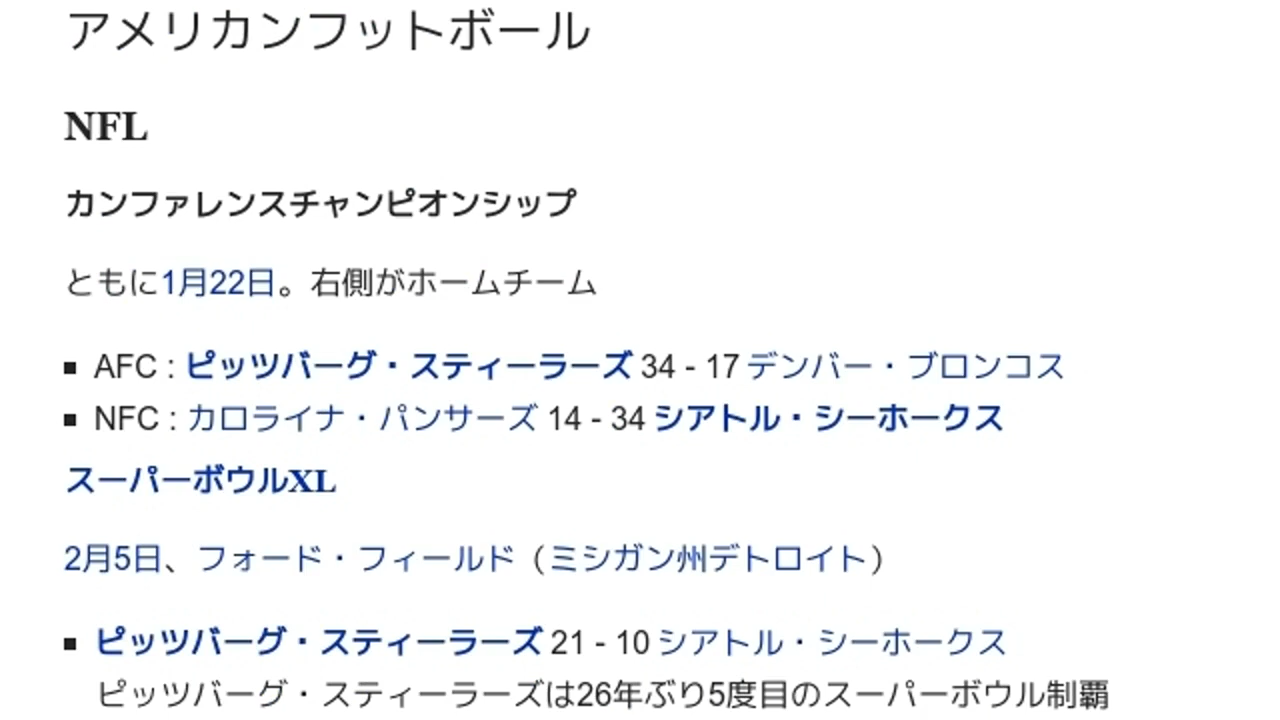 アメリカンフットボール
NFL
カンファレンスチャンピオンシップ
ともに1月22日。右側がホームチーム
▪ AFC : ピッツバーグ・スティーラーズ 34 - 17 デンバー・ブロンコス
▪ NFC : カロライナ・パンサーズ 14 - 34 シアトル・シーホークス
スーパーボウルXL
2月5日、フォード・フィールド（ミシガン州デトロイト）
▪ ピッツバーグ・スティーラーズ 21 - 10 シアトル・シーホークス
ピッツバーグ・スティーラーズは26年ぶり5度目のスーパーボウル制覇